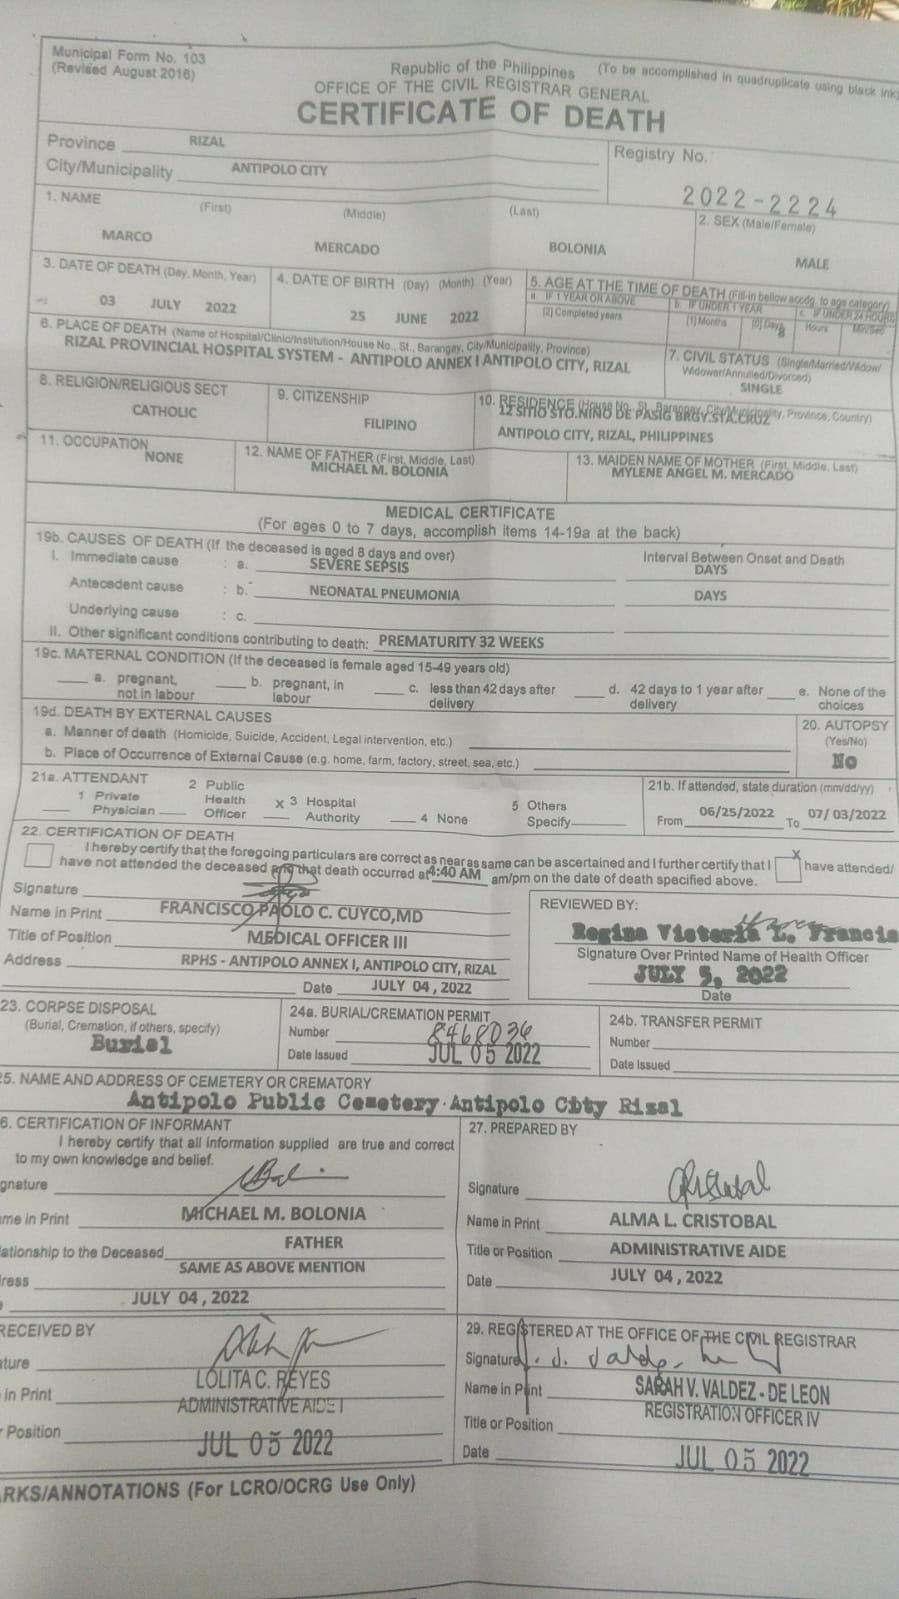 Municipal Form No. 103
(Revised August 2016)
(To be accomplished in quadruplicate using black ink)
Republic of the Philippines
OFFICE OF THE CIVIL REGISTRAR GENERAL
CERTIFICATE OF DEATH
Province RIZAL
City/Municipality ANTIPOLO CITY
Registry No.
2022-2224
1. NAME (First) (Middle) (Last)
MARCO MERCADO BOLONIA
2. SEX (Male/Female)
MALE
3. DATE OF DEATH (Day, Month, Year)
03 JULY 2022
4. DATE OF BIRTH (Day) (Month) (Year)
25 JUNE 2022
5. AGE AT THE TIME OF DEATH (Fill-in bellow accdg. to age category)
a. IF 1 YEAR OR ABOVE
[2] Completed years
b. IF UNDER 1 YEAR
[1] Months [0] Days
8
c. IF UNDER 24 HOURS
Hours Min/Sec
6. PLACE OF DEATH (Name of Hospital/Clinic/Institution/House No., St., Barangay, City/Municipality, Province)
RIZAL PROVINCIAL HOSPITAL SYSTEM - ANTIPOLO ANNEX I ANTIPOLO CITY, RIZAL
7. CIVIL STATUS (Single/Married/Widow/
Widower/Annulled/Divorced)
SINGLE
8. RELIGION/RELIGIOUS SECT
CATHOLIC
9. CITIZENSHIP
FILIPINO
10. RESIDENCE (House No., St., Barangay, City/Municipality, Province, Country)
12 SITIO STO.NINO DE PASIG BRGY.STA.CRUZ
ANTIPOLO CITY, RIZAL, PHILIPPINES
11. OCCUPATION
NONE
12. NAME OF FATHER (First, Middle, Last)
MICHAEL M. BOLONIA
13. MAIDEN NAME OF MOTHER (First, Middle, Last)
MYLENE ANGEL M. MERCADO
MEDICAL CERTIFICATE
(For ages 0 to 7 days, accomplish items 14-19a at the back)
19b. CAUSES OF DEATH (If the deceased is aged 8 days and over)
Interval Between Onset and Death
I. Immediate cause : a. SEVERE SEPSIS DAYS
Antecedent cause : b. NEONATAL PNEUMONIA DAYS
Underlying cause : c.
II. Other significant conditions contributing to death: PREMATURITY 32 WEEKS
19c. MATERNAL CONDITION (If the deceased is female aged 15-49 years old)
a. pregnant, not in labour
b. pregnant, in labour
c. less than 42 days after delivery
d. 42 days to 1 year after delivery
e. None of the choices
19d. DEATH BY EXTERNAL CAUSES
a. Manner of death (Homicide, Suicide, Accident, Legal intervention, etc.)
b. Place of Occurrence of External Cause (e.g. home, farm, factory, street, sea, etc.)
20. AUTOPSY
(Yes/No)
No
21a. ATTENDANT
1 Private Physician
2 Public Health Officer
X 3 Hospital Authority
4 None
5 Others Specify
21b. If attended, state duration (mm/dd/yy)
From 06/25/2022 To 07/03/2022
22. CERTIFICATION OF DEATH
I hereby certify that the foregoing particulars are correct as near as same can be ascertained and I further certify that I X have attended/
have not attended the deceased and that death occurred at 4:40 AM am/pm on the date of death specified above.
Signature
Name in Print FRANCISCO PAOLO C. CUYCO,MD
Title of Position MEDICAL OFFICER III
Address RPHS - ANTIPOLO ANNEX I, ANTIPOLO CITY, RIZAL
Date JULY 04, 2022
REVIEWED BY:
Regina Victoria L. Francis
Signature Over Printed Name of Health Officer
JULY 5, 2022
Date
23. CORPSE DISPOSAL
(Burial, Cremation, if others, specify)
Burial
24a. BURIAL/CREMATION PERMIT
Number 8468036
Date Issued JUL 05 2022
24b. TRANSFER PERMIT
Number
Date Issued
25. NAME AND ADDRESS OF CEMETERY OR CREMATORY
Antipolo Public Cemetery Antipolo CbTy Rizal
6. CERTIFICATION OF INFORMANT
I hereby certify that all information supplied are true and correct
to my own knowledge and belief.
gnature
me in Print MICHAEL M. BOLONIA
lationship to the Deceased FATHER
ress SAME AS ABOVE MENTION
JULY 04, 2022
27. PREPARED BY
Signature
Name in Print ALMA L. CRISTOBAL
Title or Position ADMINISTRATIVE AIDE
Date JULY 04, 2022
RECEIVED BY
ture
in Print LOLITA C. REYES
Position ADMINISTRATIVE AIDE I
JUL 05 2022
29. REGISTERED AT THE OFFICE OF THE CIVIL REGISTRAR
Signature
Name in Print SARAH V. VALDEZ - DE LEON
Title or Position REGISTRATION OFFICER IV
Date JUL 05 2022
ARKS/ANNOTATIONS (For LCRO/OCRG Use Only)